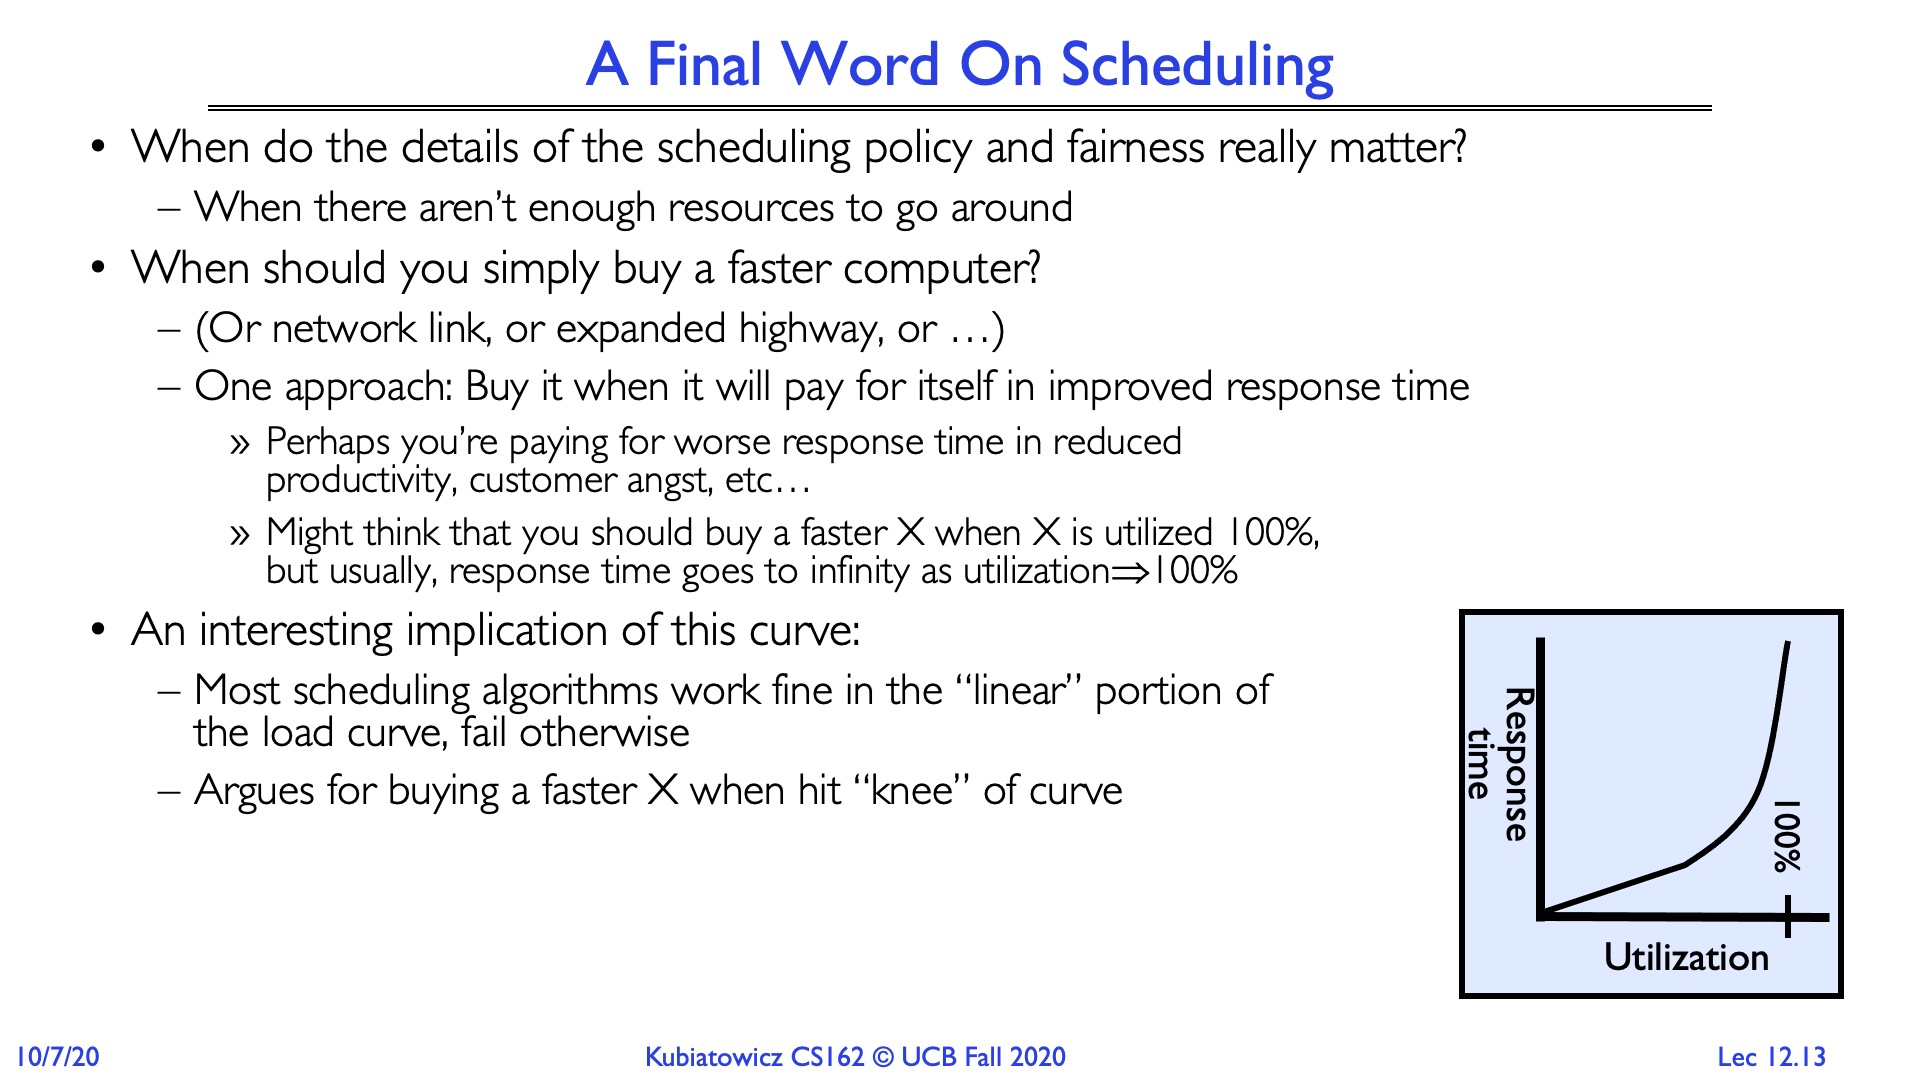 A Final Word On Scheduling
• When do the details of the scheduling policy and fairness really matter?
– When there aren't enough resources to go around
• When should you simply buy a faster computer?
– (Or network link, or expanded highway, or …)
– One approach: Buy it when it will pay for itself in improved response time
» Perhaps you're paying for worse response time in reduced
productivity, customer angst, etc…
» Might think that you should buy a faster X when X is utilized 100%,
but usually, response time goes to infinity as utilization⇒100%
• An interesting implication of this curve:
– Most scheduling algorithms work fine in the “linear” portion of
the load curve, fail otherwise
– Argues for buying a faster X when hit “knee” of curve
Response
time
100%
Utilization
10/7/20
Kubiatowicz CS162 © UCB Fall 2020
Lec 12.13